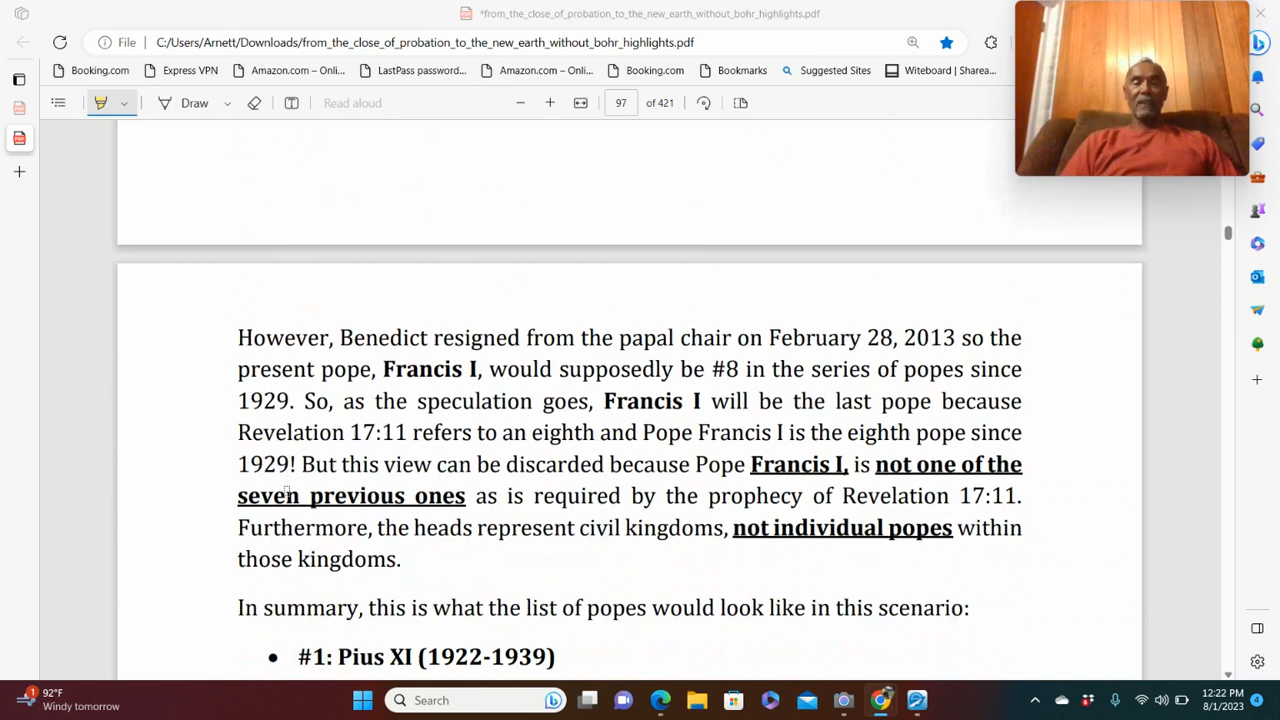 *from_the_close_of_probation_to_the_new_earth_without_bohr_highlights.pdf
File C:/Users/Arnett/Downloads/from_the_close_of_probation_to_the_new_earth_without_bohr_highlights.pdf
Booking.com Express VPN Amazon.com – Onli... LastPass password... Amazon.com – Onl... Booking.com Bookmarks Suggested Sites Witeboard | Sharea...
Draw Read aloud 97 of 421
However, Benedict resigned from the papal chair on February 28, 2013 so the
present pope, Francis I, would supposedly be #8 in the series of popes since
1929. So, as the speculation goes, Francis I will be the last pope because
Revelation 17:11 refers to an eighth and Pope Francis I is the eighth pope since
1929! But this view can be discarded because Pope Francis I, is not one of the
seven previous ones as is required by the prophecy of Revelation 17:11.
Furthermore, the heads represent civil kingdoms, not individual popes within
those kingdoms.
In summary, this is what the list of popes would look like in this scenario:
• #1: Pius XI (1922-1939)
1 92°F
Windy tomorrow
Search
12:22 PM
8/1/2023
4